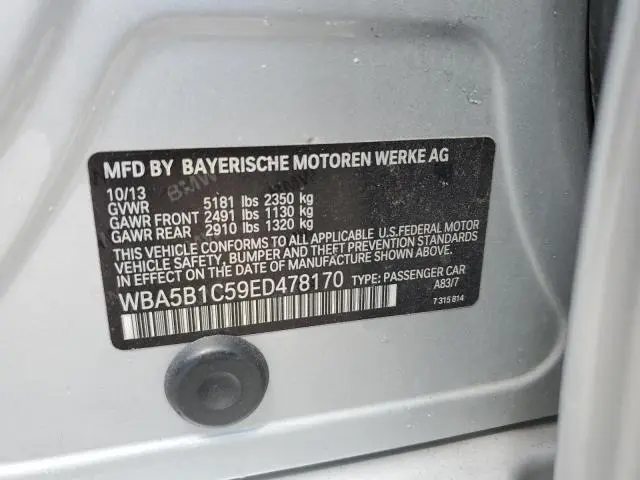 MFD BY BAYERISCHE MOTOREN WERKE AG
10/13
GVWR 5181 lbs 2350 kg
GAWR FRONT 2491 lbs 1130 kg
GAWR REAR 2910 lbs 1320 kg
THIS VEHICLE CONFORMS TO ALL APPLICABLE U.S.FEDERAL MOTOR
VEHICLE SAFETY, BUMPER AND THEFT PREVENTION STANDARDS
IN EFFECT ON THE DATE OF MANUFACTURE SHOWN ABOVE.
WBA5B1C59ED478170 TYPE: PASSENGER CAR
A83/7
7 315 814
BMW